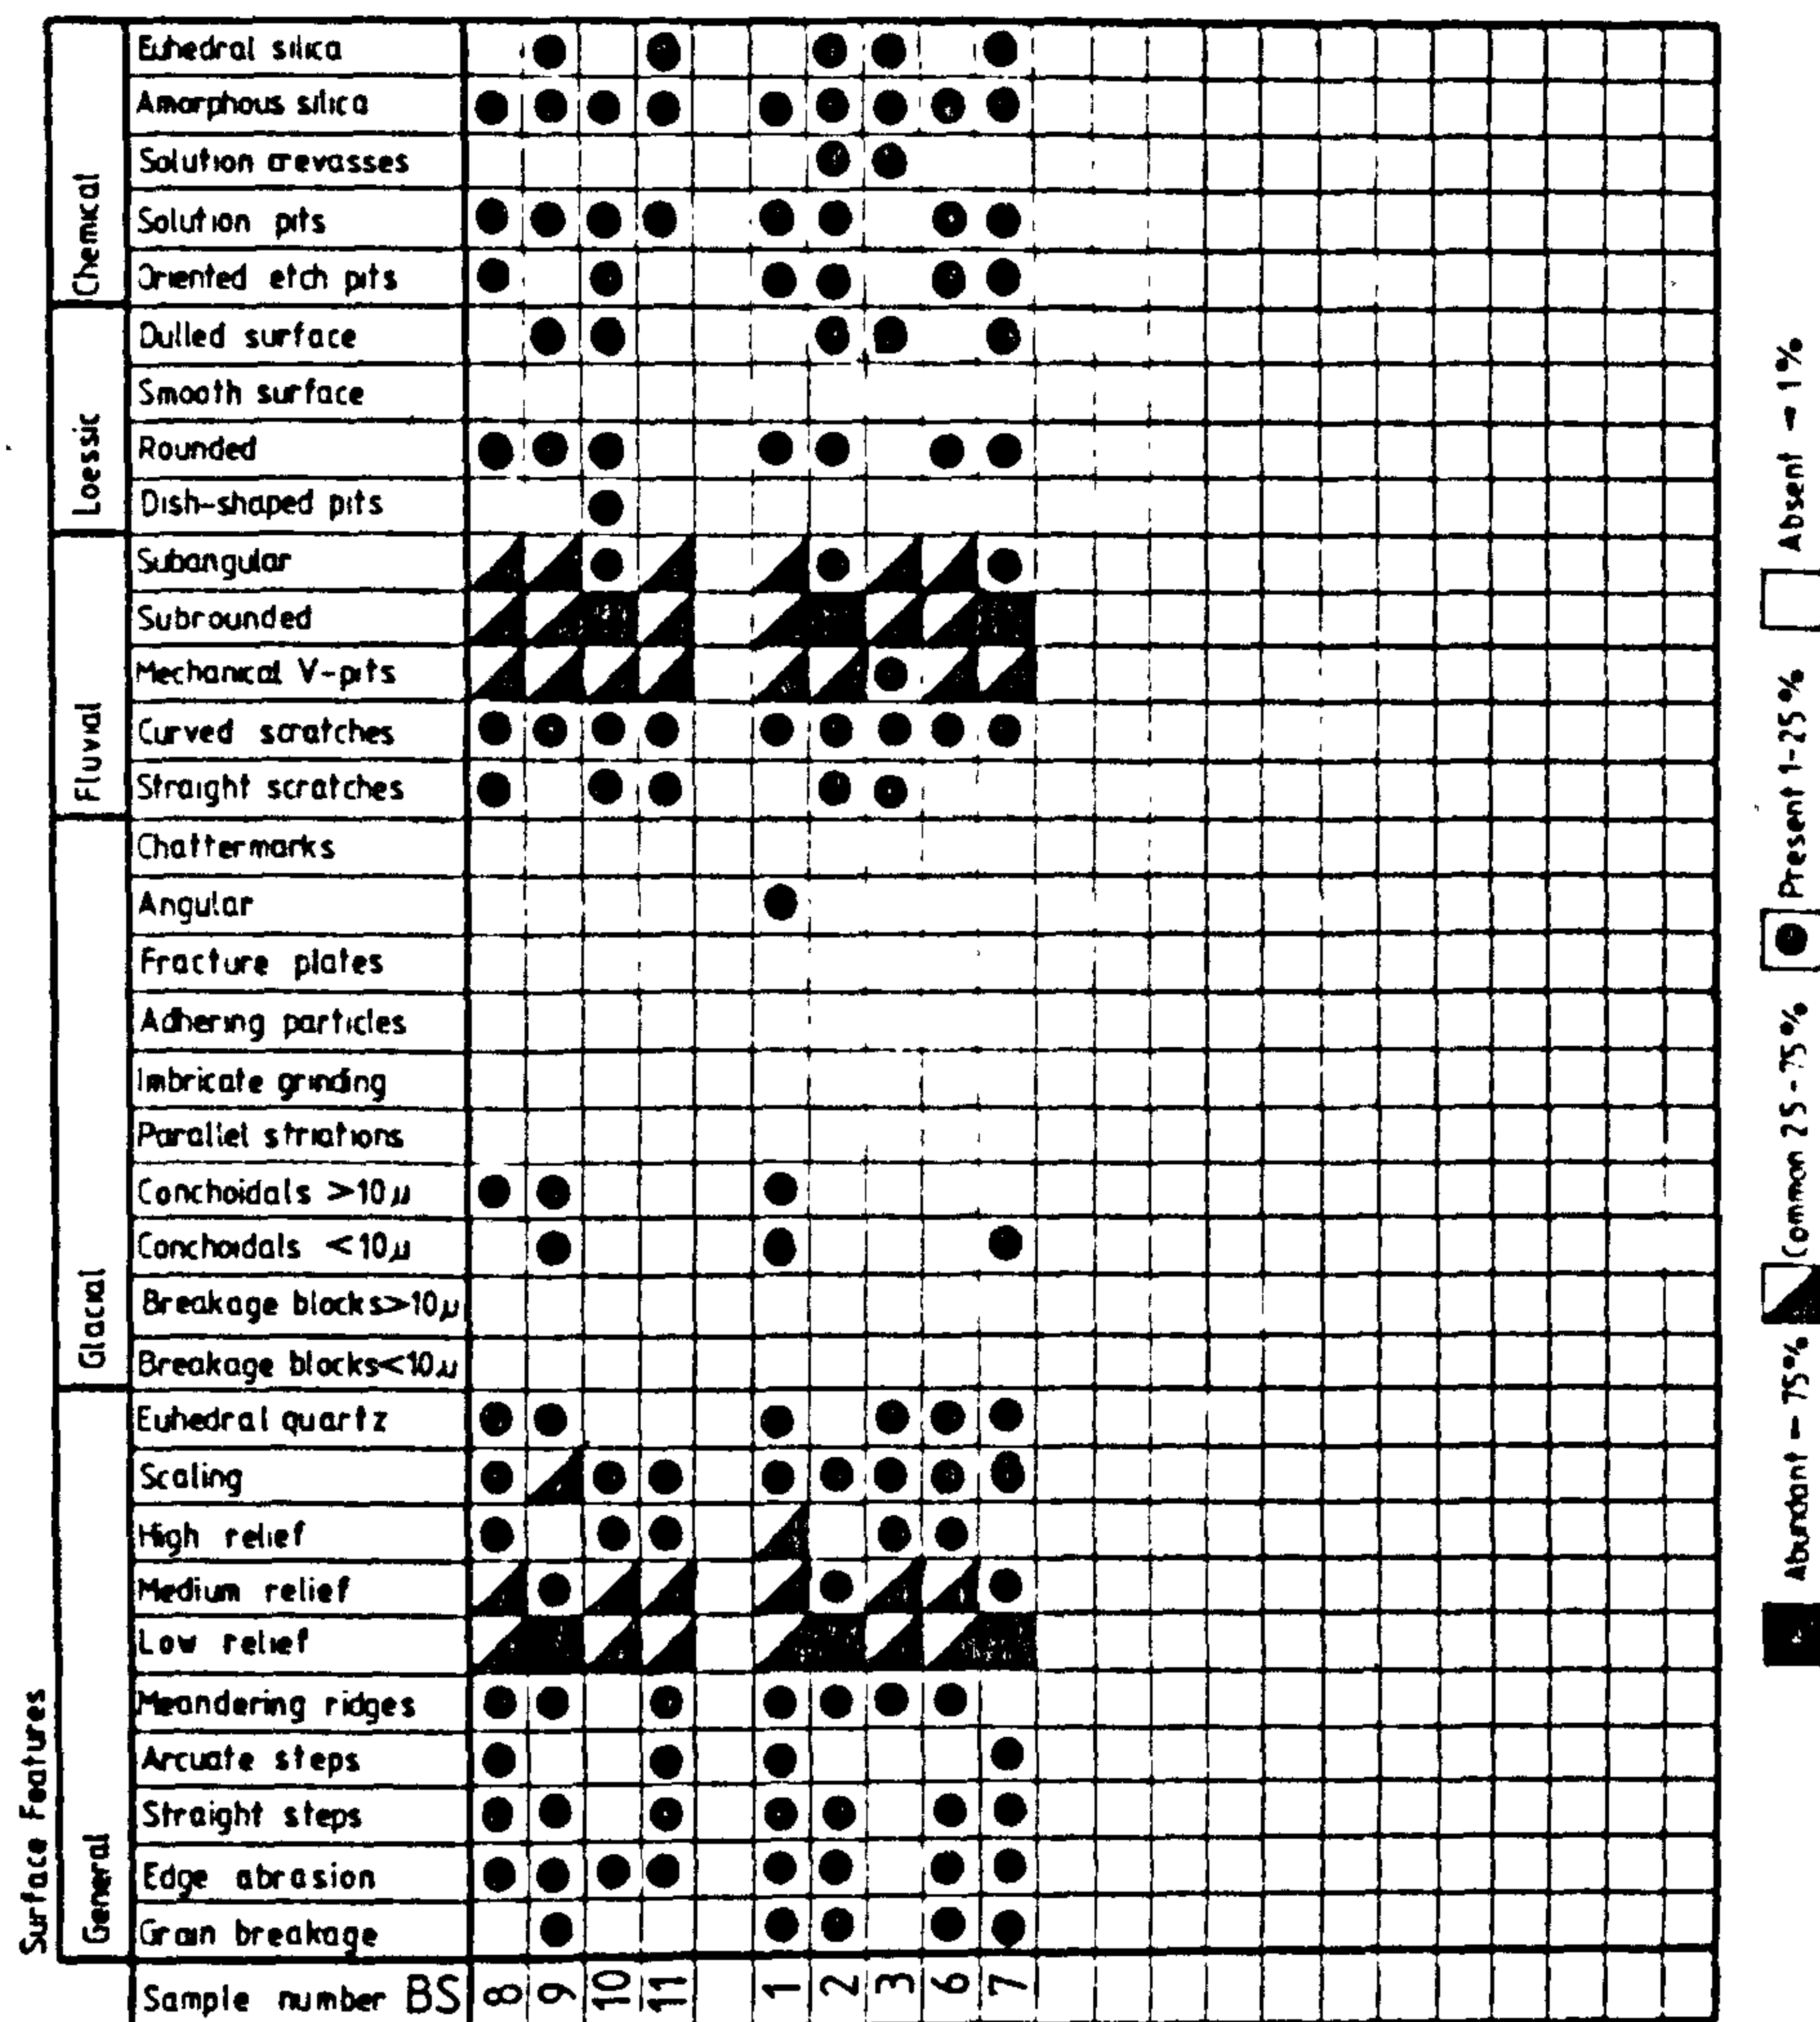 Surface Features
Chemical
Euhedral silica
Amorphous silica
Solution crevasses
Solution pits
Oriented etch pits
Loessic
Dulled surface
Smooth surface
Rounded
Dish-shaped pits
Fluvial
Subangular
Subrounded
Mechanical V-pits
Curved scratches
Straight scratches
Glacial
Chattermarks
Angular
Fracture plates
Adhering particles
Imbricate grinding
Parallel striations
Conchoidals >10µ
Conchoidals <10µ
Breakage blocks>10µ
Breakage blocks<10µ
General
Euhedral quartz
Scaling
High relief
Medium relief
Low relief
Meandering ridges
Arcuate steps
Straight steps
Edge abrasion
Grain breakage
Sample number BS 8 9 10 11 1 2 3 6 7
Abundant - 75%
Common 25-75%
Present 1-25%
Absent - 1%